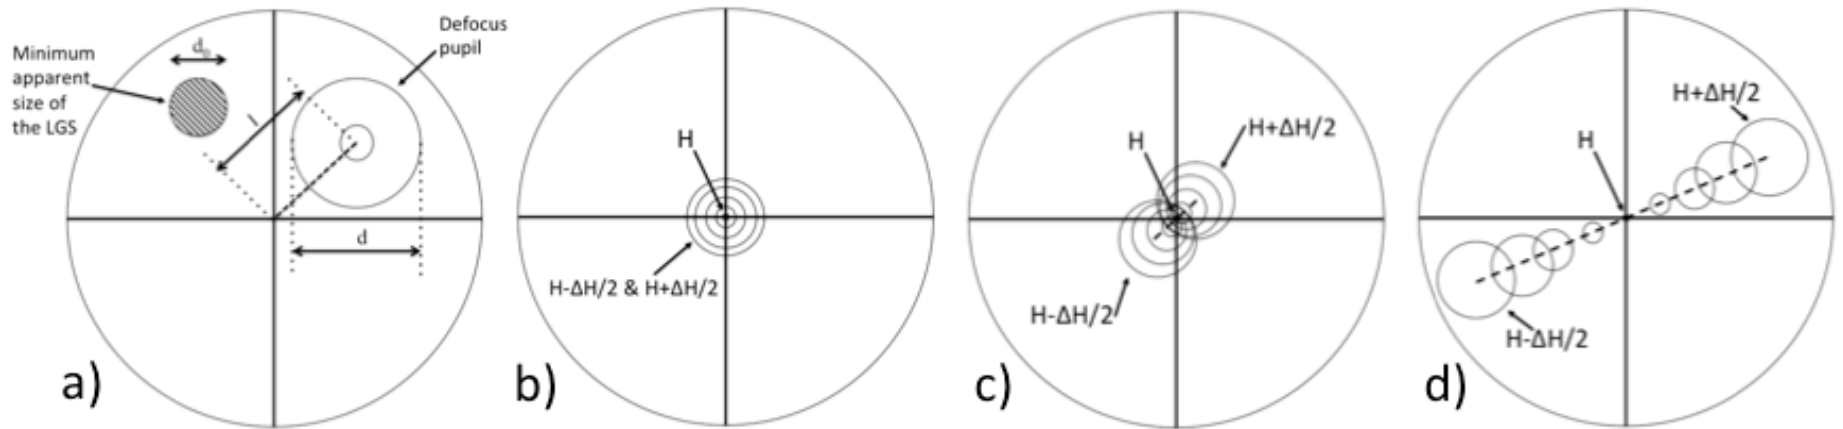 Minimum
apparent
size of
the LGS
d₀
l
Defocus
pupil
d
a)
H
H-ΔH/2 & H+ΔH/2
b)
H
H+ΔH/2
H-ΔH/2
c)
H+ΔH/2
H
H-ΔH/2
d)